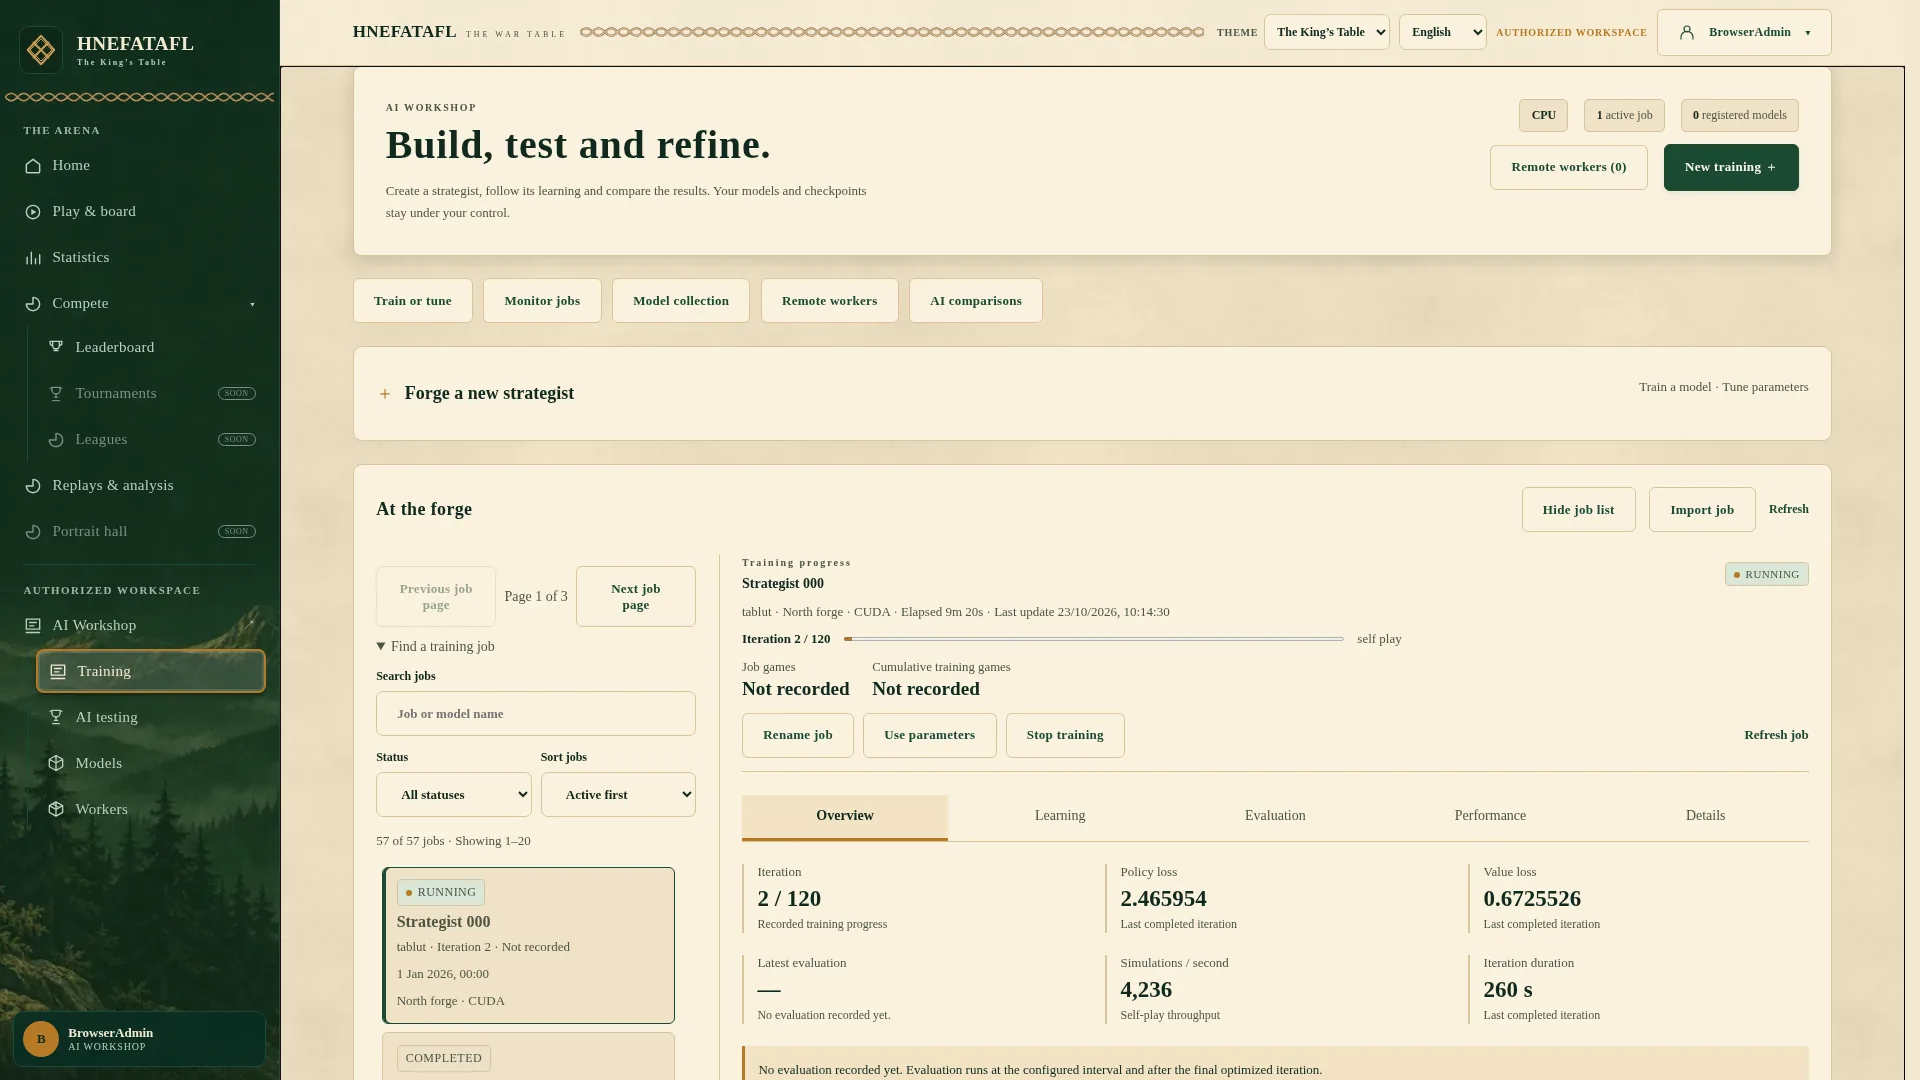 HNEFATAFL
The King's Table
THE ARENA
Home
Play & board
Statistics
Compete
Leaderboard
Tournaments SOON
Leagues SOON
Replays & analysis
Portrait hall SOON
AUTHORIZED WORKSPACE
AI Workshop
Training
AI testing
Models
Workers
B BrowserAdmin
AI WORKSHOP
HNEFATAFL THE WAR TABLE THEME The King's Table English AUTHORIZED WORKSPACE BrowserAdmin
AI WORKSHOP
Build, test and refine.
Create a strategist, follow its learning and compare the results. Your models and checkpoints
stay under your control.
CPU 1 active job 0 registered models
Remote workers (0) New training +
Train or tune Monitor jobs Model collection Remote workers AI comparisons
+ Forge a new strategist Train a model · Tune parameters
At the forge Hide job list Import job Refresh
Previous job
page
Page 1 of 3
Next job
page
Find a training job
Search jobs
Job or model name
Status Sort jobs
All statuses Active first
57 of 57 jobs · Showing 1–20
RUNNING
Strategist 000
tablut · Iteration 2 · Not recorded
1 Jan 2026, 00:00
North forge · CUDA
COMPLETED
Training progress
Strategist 000 RUNNING
tablut · North forge · CUDA · Elapsed 9m 20s · Last update 23/10/2026, 10:14:30
Iteration 2 / 120 self play
Job games Cumulative training games
Not recorded Not recorded
Rename job Use parameters Stop training Refresh job
Overview Learning Evaluation Performance Details
Iteration Policy loss Value loss
2 / 120 2.465954 0.6725526
Recorded training progress Last completed iteration Last completed iteration
Latest evaluation Simulations / second Iteration duration
— 4,236 260 s
No evaluation recorded yet. Self-play throughput Last completed iteration
No evaluation recorded yet. Evaluation runs at the configured interval and after the final optimized iteration.